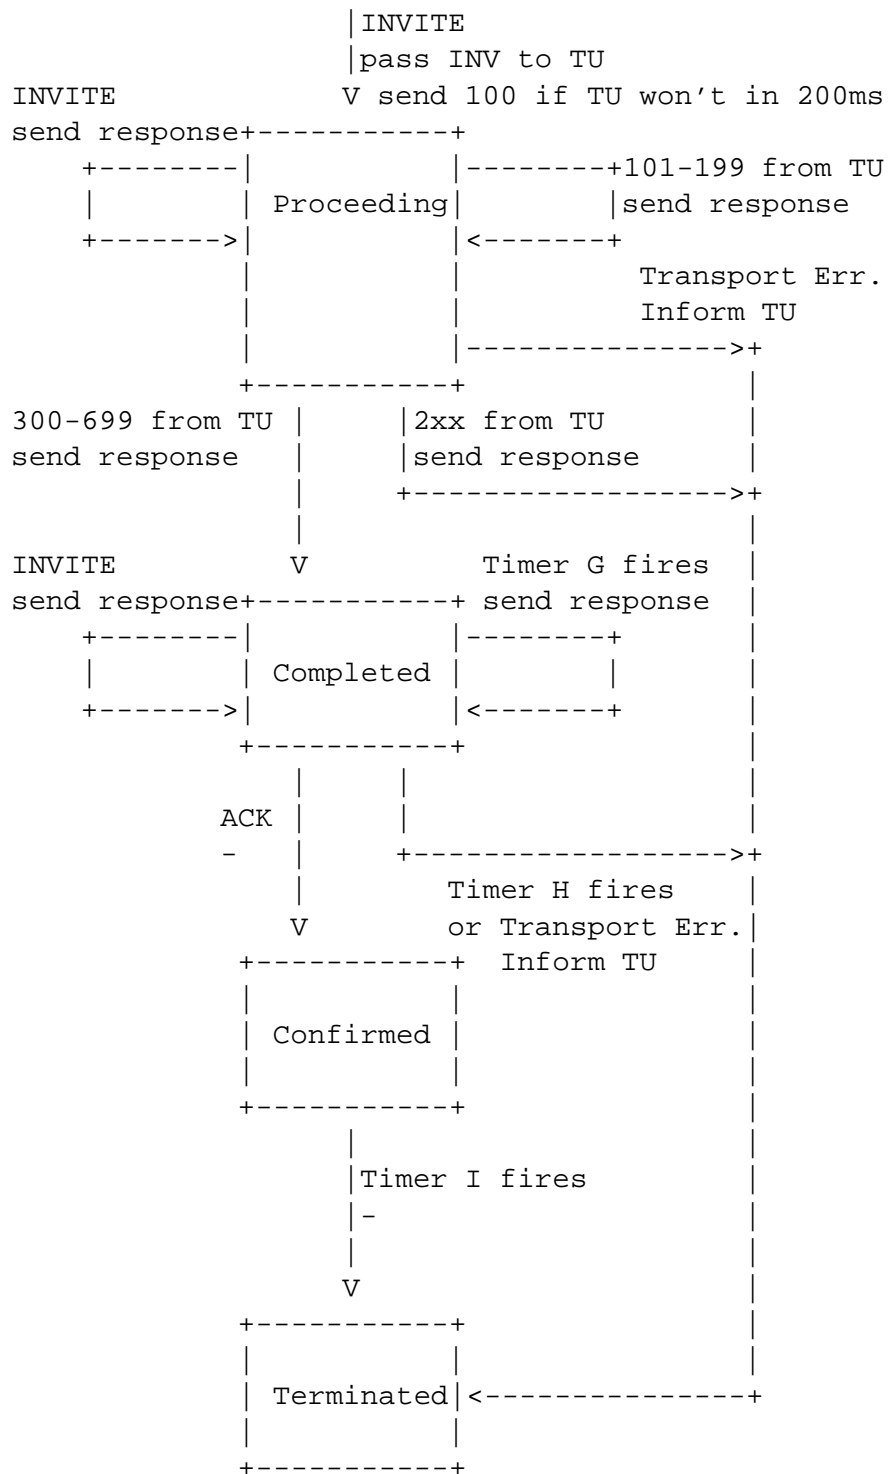 |INVITE
|pass INV to TU
INVITE V send 100 if TU won't in 200ms
send response+-----------+
+--------| |--------+101-199 from TU
| | Proceeding| |send response
+------->| |<-------+
| | Transport Err.
| | Inform TU
| |--------------->+
+-----------+ |
300-699 from TU | |2xx from TU |
send response | |send response |
| +------------------>+
| |
INVITE V Timer G fires |
send response+-----------+ send response |
+--------| |--------+ |
| | Completed | | |
+------->| |<-------+ |
+-----------+ |
| | |
ACK | | |
- | +------------------>+
| Timer H fires |
V or Transport Err.|
+-----------+ Inform TU |
| | |
| Confirmed | |
| | |
+-----------+ |
| |
|Timer I fires |
|- |
| |
V |
+-----------+ |
| | |
| Terminated|<---------------+
| |
+-----------+